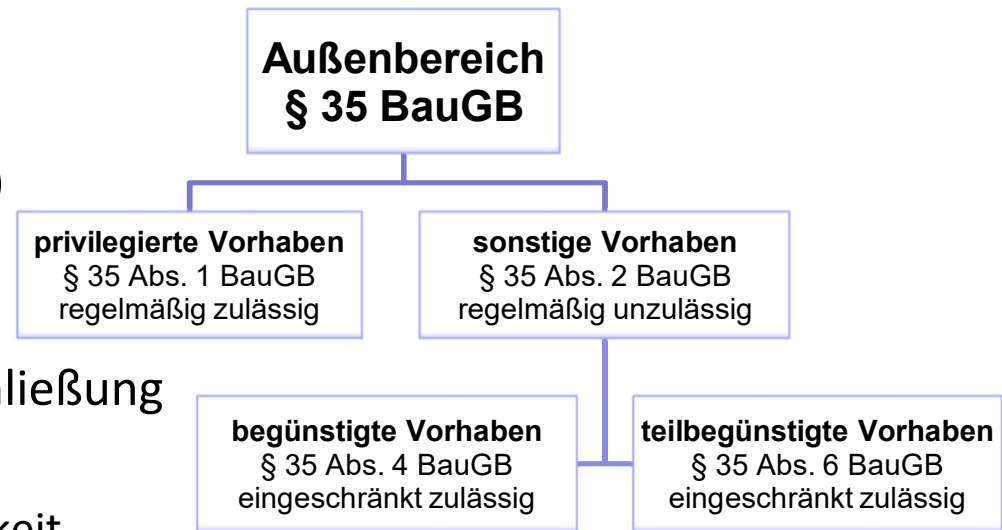 Außenbereich
§ 35 BauGB
)
privilegierte Vorhaben
§ 35 Abs. 1 BauGB
regelmäßig zulässig
sonstige Vorhaben
§ 35 Abs. 2 BauGB
regelmäßig unzulässig
ließung
begünstigte Vorhaben
§ 35 Abs. 4 BauGB
eingeschränkt zulässig
teilbegünstigte Vorhaben
§ 35 Abs. 6 BauGB
eingeschränkt zulässig
keit